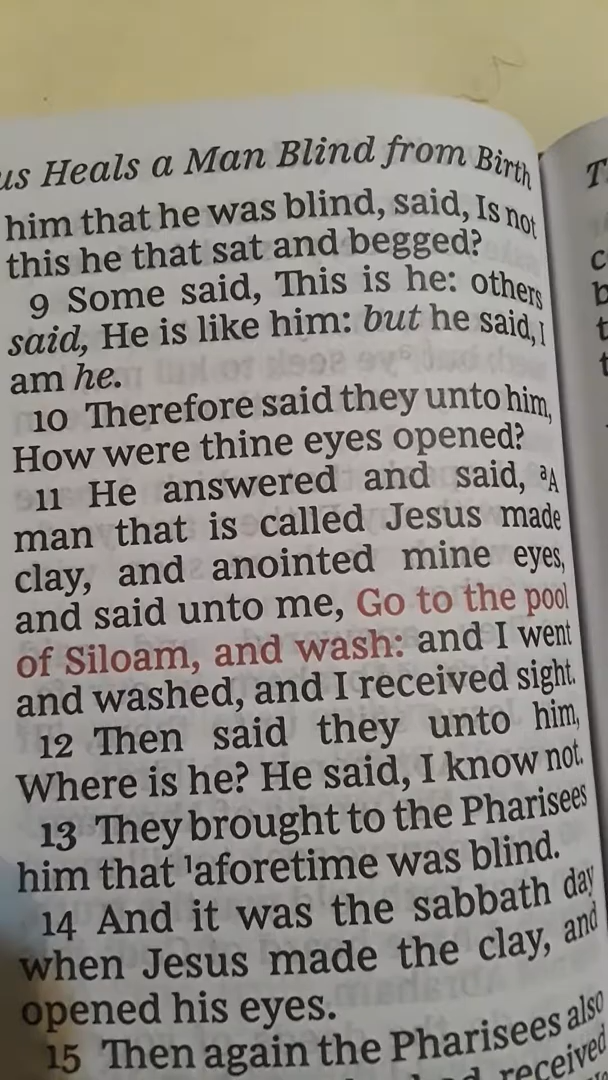 us Heals a Man Blind from Birth
him that he was blind, said, Is not
this he that sat and begged?
9 Some said, This is he: others
said, He is like him: but he said, I
am he.
10 Therefore said they unto him,
How were thine eyes opened?
11 He answered and said, ªA
man that is called Jesus made
clay, and anointed mine eyes,
and said unto me, Go to the pool
of Siloam, and wash: and I went
and washed, and I received sight.
12 Then said they unto him,
Where is he? He said, I know not.
13 They brought to the Pharisees
him that ¹aforetime was blind.
14 And it was the sabbath day
when Jesus made the clay, and
opened his eyes.
15 Then again the Pharisees also
received